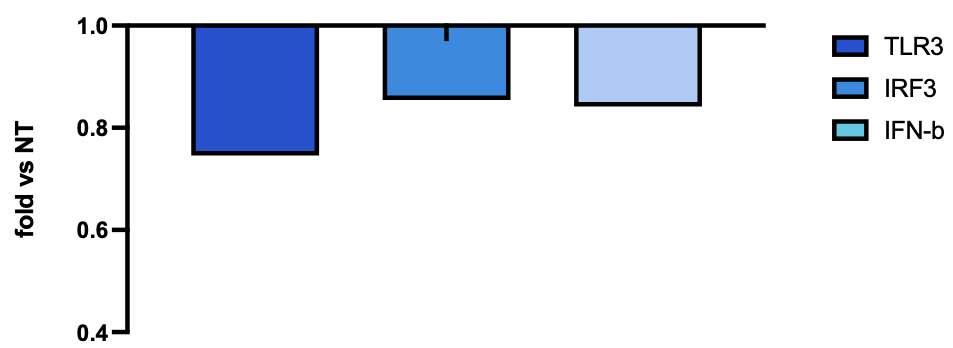 1.0
0.8
0.6
0.4
fold vs NT
TLR3
IRF3
IFN-b